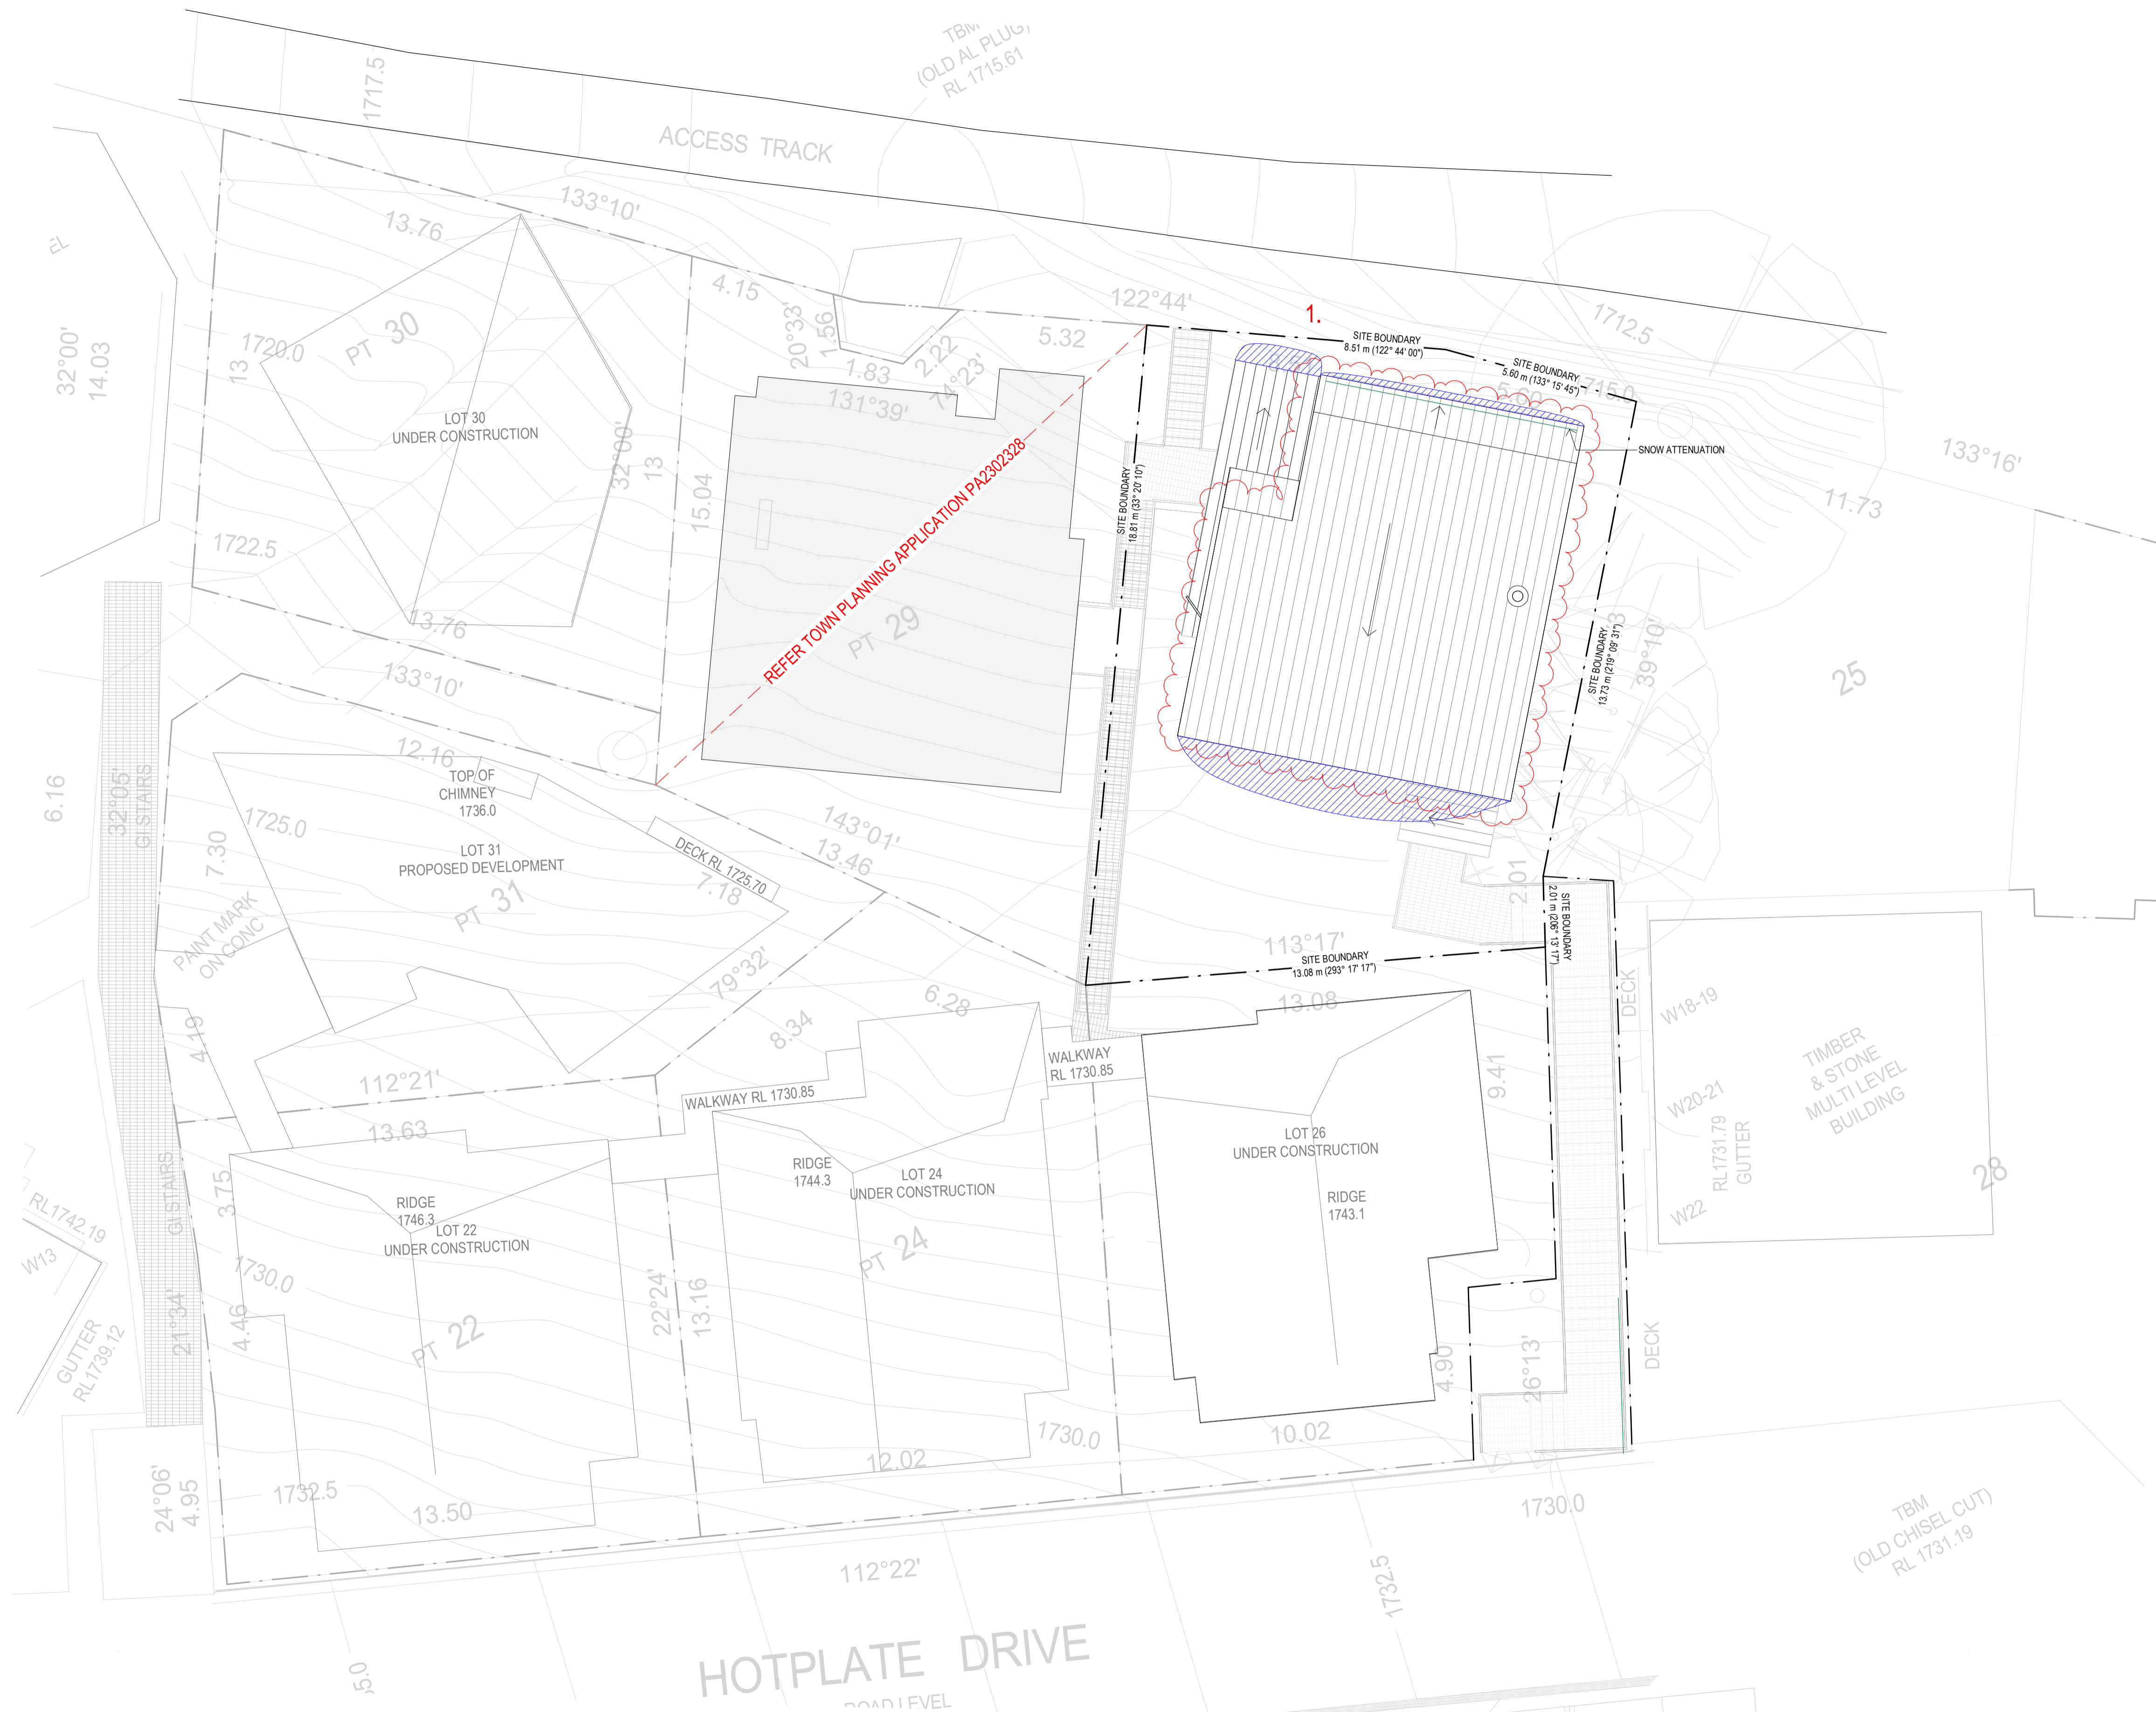 TBM
(OLD AL PLUG)
RL 1715.61
1717.5
ACCESS TRACK
133°10'
13.76
4.15
122°44'
5.32
20°33'
1.56
1.83
2.22
74°23'
131°39'
1.
SITE BOUNDARY
8.51 m (122° 44' 00")
SITE BOUNDARY
5.60 m (133° 15' 45")
1712.5
1715.0
5.60
SNOW ATTENUATION
133°16'
11.73
32°00'
14.03
13
1720.0
PT 30
LOT 30
UNDER CONSTRUCTION
32°00'
13
15.04
1722.5
REFER TOWN PLANNING APPLICATION PA2302328
PT 29
SITE BOUNDARY
18.81 m (33° 20' 10")
SITE BOUNDARY
13.73 m (219° 09' 31")
39°10'
25
13.76
133°10'
12.16
TOP OF
CHIMNEY
1736.0
6.16
32°05'
GI STAIRS
7.30
1725.0
LOT 31
PROPOSED DEVELOPMENT
PT 31
DECK RL 1725.70
7.18
143°01'
13.46
PAINT MARK
ON CONC
79°32'
8.34
6.28
2.01
SITE BOUNDARY
2.01 m (206° 13' 17")
113°17'
SITE BOUNDARY
13.08 m (293° 17' 17")
13.08
4.19
112°21'
13.63
WALKWAY RL 1730.85
WALKWAY
RL 1730.85
DECK
W18-19
TIMBER
& STONE
MULTI LEVEL
BUILDING
W20-21
RL1731.79
GUTTER
W22
28
9.41
GI STAIRS
3.75
RIDGE
1746.3
LOT 22
UNDER CONSTRUCTION
RIDGE
1744.3
LOT 24
UNDER CONSTRUCTION
LOT 26
UNDER CONSTRUCTION
RIDGE
1743.1
RL1742.19
W13
GUTTER
RL1739.12
1730.0
21°34'
4.46
PT 22
22°24'
13.16
PT 24
4.90
26°13'
DECK
24°06'
4.95
1732.5
13.50
12.02
1730.0
10.02
1730.0
112°22'
1732.5
TBM
(OLD CHISEL CUT)
RL 1731.19
5.0
HOTPLATE DRIVE
ROAD LEVEL